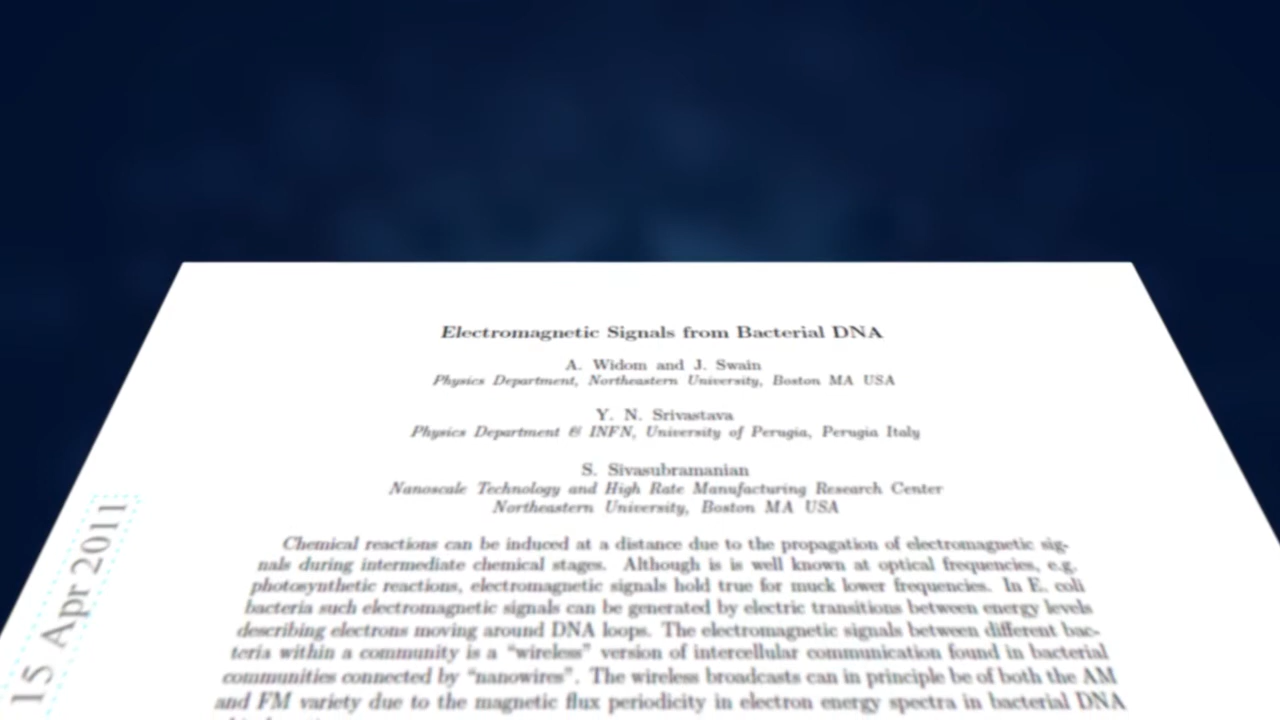 Electromagnetic Signals from Bacterial DNA
A. Widom and J. Swain
Physics Department, Northeastern University, Boston MA USA
Y. N. Srivastava
Physics Department & INFN, University of Perugia, Perugia Italy
S. Sivasubramanian
Nanoscale Technology and High Rate Manufacturing Research Center
Northeastern University, Boston MA USA
Chemical reactions can be induced at a distance due to the propagation of electromagnetic sig-
nals during intermediate chemical stages. Although is is well known at optical frequencies, e.g.
photosynthetic reactions, electromagnetic signals hold true for muck lower frequencies. In E. coli
bacteria such electromagnetic signals can be generated by electric transitions between energy levels
describing electrons moving around DNA loops. The electromagnetic signals between different bac-
teria within a community is a “wireless” version of intercellular communication found in bacterial
communities connected by “nanowires”. The wireless broadcasts can in principle be of both the AM
and FM variety due to the magnetic flux periodicity in electron energy spectra in bacterial DNA
15 Apr 2011